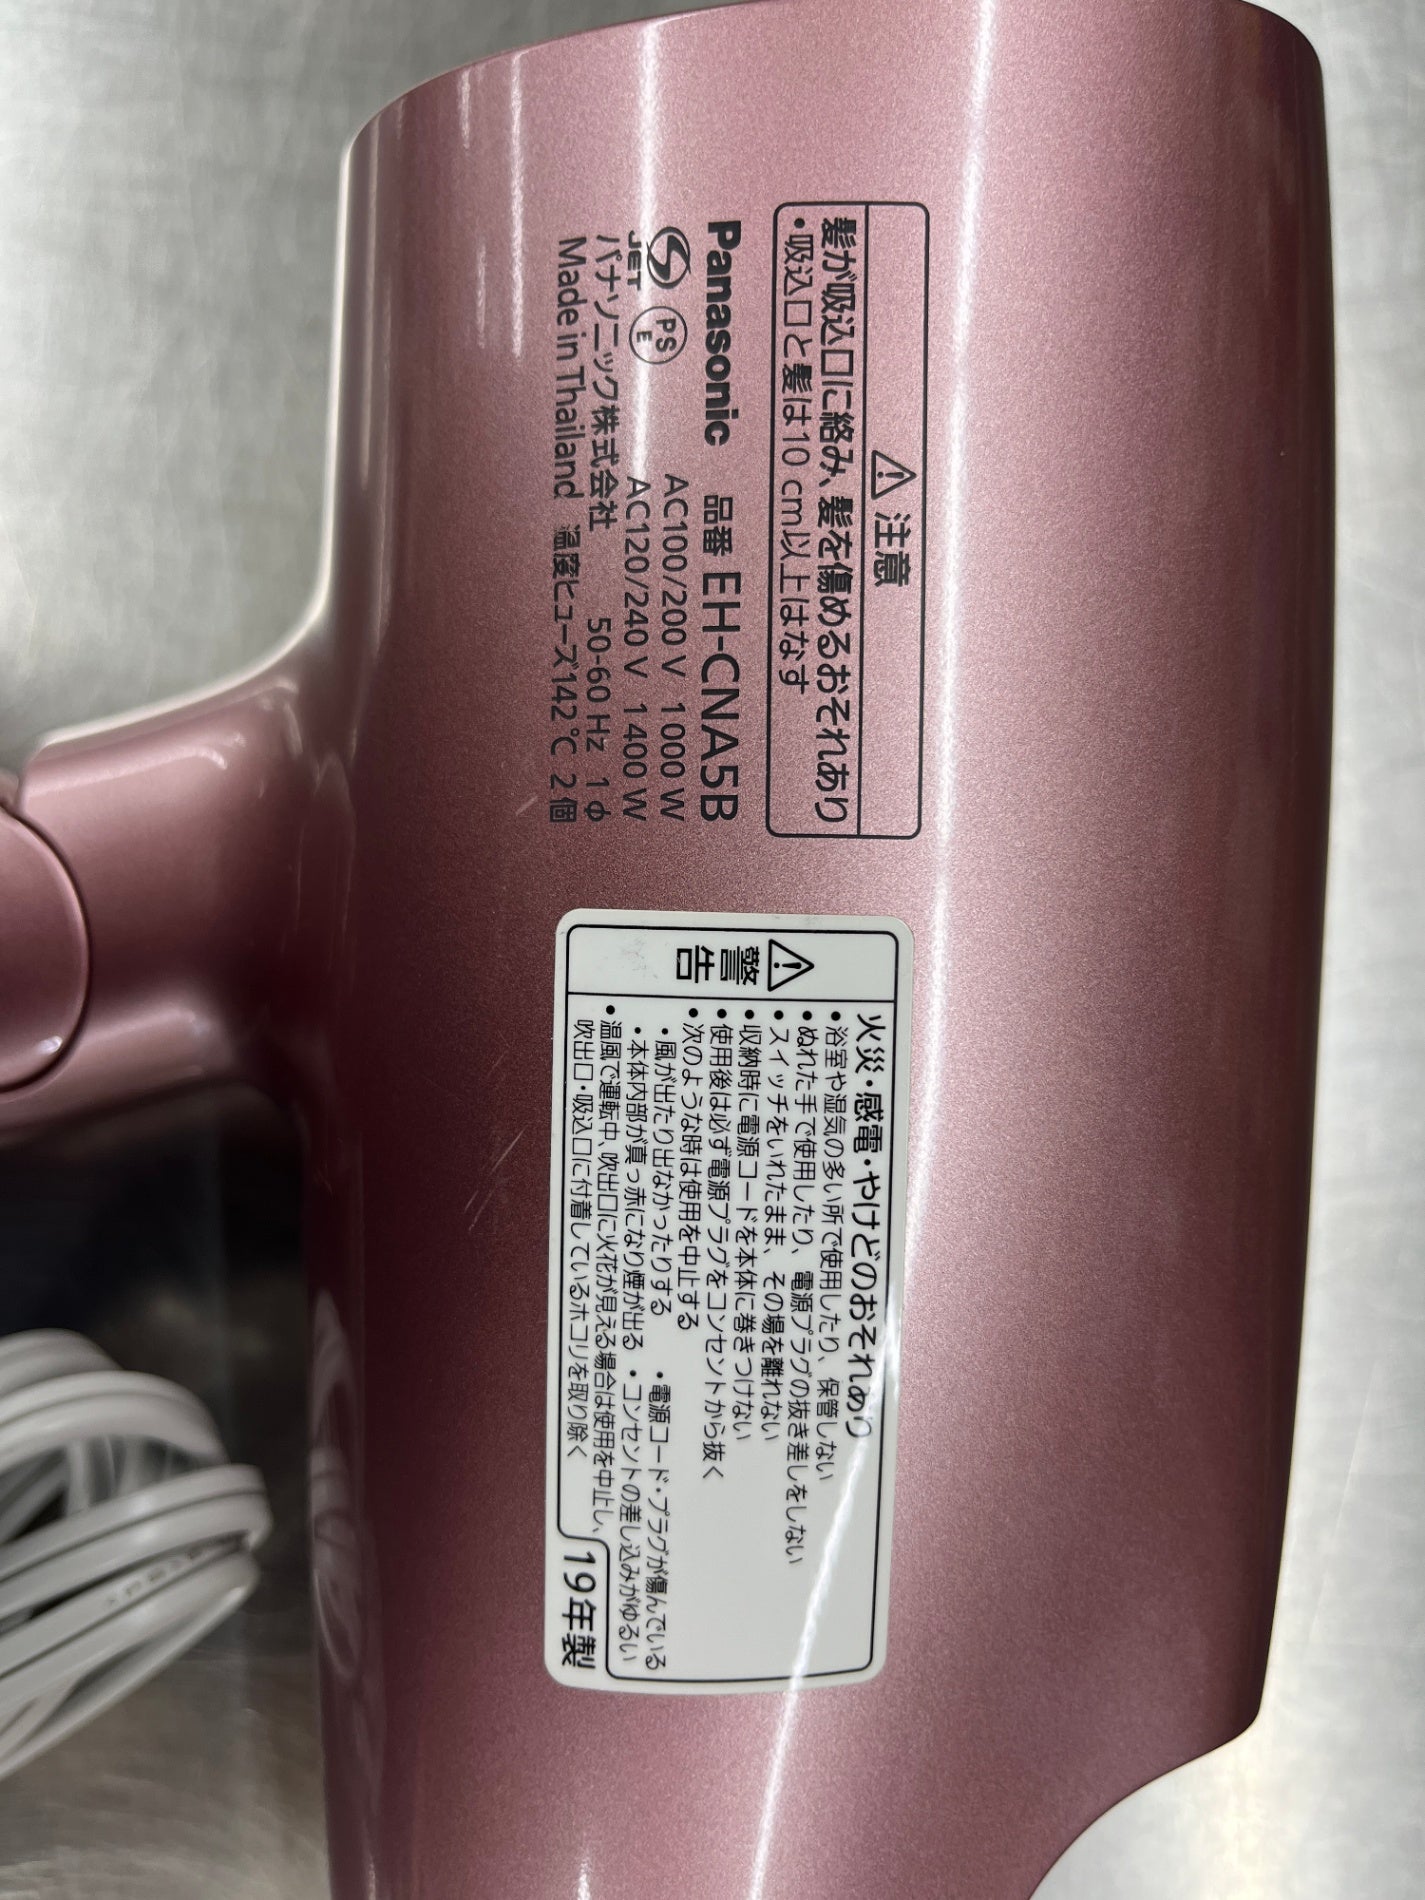 ⚠ 注意
髪が吸込口に絡み、髪を傷めるおそれあり
•吸込口と髪は10 cm以上はなす
Panasonic 品番 EH-CNA5B
AC100/200 V 1000 W
JET PSE AC120/240 V 1400 W
パナソニック株式会社 50-60 Hz 1φ
Made in Thailand 温度ヒューズ142℃ 2個
⚠ 警告
火災・感電・やけどのおそれあり
•浴室や湿気の多い所で使用したり、保管しない
•ぬれた手で使用したり、電源プラグの抜き差しをしない
•スイッチをいれたまま、その場を離れない
•収納時に電源コードを本体に巻きつけない
•使用後は必ず電源プラグをコンセントから抜く
•次のような時は使用を中止する
・風が出たり出なかったりする ・電源コード・プラグが傷んでいる
・本体内部が真っ赤になり煙が出る ・コンセントの差し込みがゆるい
•温風で運転中、吹出口に火花が見える場合は使用を中止し、
吹出口・吸込口に付着しているホコリを取り除く
19年製